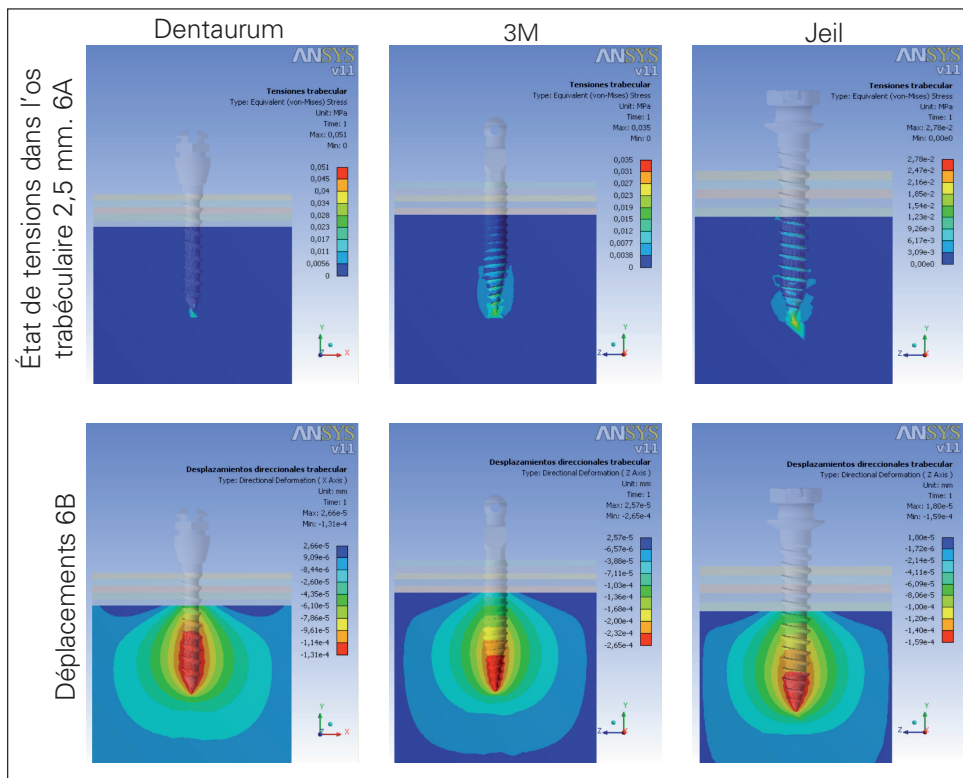 Dentaurum
3M
Jeil
État de tensions dans l'os
trabéculaire 2,5 mm. 6A
ANSYS
v11
Tensiones trabecular
Type: Equivalent (von-Mises) Stress
Unit: MPa
Time: 1
Max: 0,051
Min: 0
0,051
0,045
0,04
0,034
0,028
0,023
0,017
0,011
0,0056
0
Y
X
Z
ANSYS
v11
Tensiones trabecular
Type: Equivalent (von-Mises) Stress
Unit: MPa
Time: 1
Max: 0,035
Min: 0
0,035
0,031
0,027
0,023
0,019
0,015
0,012
0,0077
0,0038
0
Y
Z
X
ANSYS
v11
Tensiones trabecular
Type: Equivalent (von-Mises) Stress
Unit: MPa
Time: 1
Max: 2,78e-2
Min: 0,00e0
2,78e-2
2,47e-2
2,16e-2
1,85e-2
1,54e-2
1,23e-2
9,26e-3
6,17e-3
3,09e-3
0,00e0
Y
Z
X
Déplacements 6B
ANSYS
v11
Desplazamientos direccionales trabecular
Type: Directional Deformation ( X Axis )
Unit: mm
Time: 1
Max: 2,66e-5
Min: -1,31e-4
2,66e-5
9,09e-6
-8,44e-6
-2,60e-5
-4,35e-5
-6,10e-5
-7,86e-5
-9,61e-5
-1,14e-4
-1,31e-4
Y
X
Z
ANSYS
v11
Desplazamientos direccionales trabecular
Type: Directional Deformation ( Z Axis )
Unit: mm
Time: 1
Max: 2,57e-5
Min: -2,65e-4
2,57e-5
-6,57e-6
-3,88e-5
-7,11e-5
-1,03e-4
-1,36e-4
-1,68e-4
-2,00e-4
-2,32e-4
-2,65e-4
Y
Z
X
ANSYS
v11
Desplazamientos direccionales trabecular
Type: Directional Deformation ( Z Axis )
Unit: mm
Time: 1
Max: 1,80e-5
Min: -1,59e-4
1,80e-5
-1,72e-6
-2,14e-5
-4,11e-5
-6,09e-5
-8,06e-5
-1,00e-4
-1,20e-4
-1,40e-4
-1,59e-4
Y
Z
X